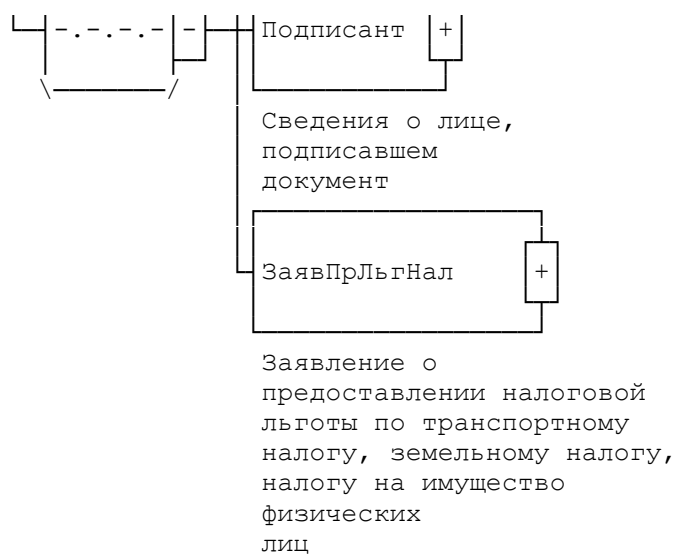 -.-.-.- - Подписант +
Сведения о лице,
подписавшем
документ
ЗаявПрЛьгНал +
Заявление о
предоставлении налоговой
льготы по транспортному
налогу, земельному налогу,
налогу на имущество
физических
лиц